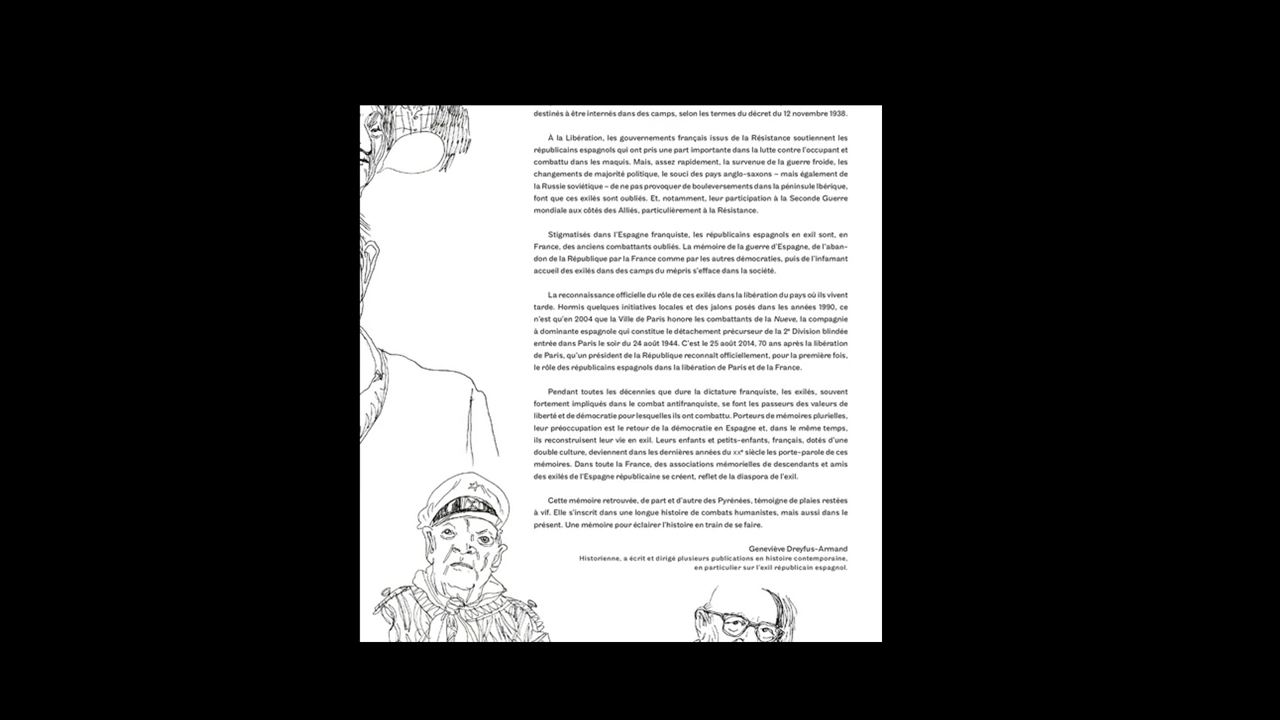 destinés à être internés dans des camps, selon les termes du décret du 12 novembre 1938.
À la Libération, les gouvernements français issus de la Résistance soutiennent les
républicains espagnols qui ont pris une part importante dans la lutte contre l'occupant et
combattu dans les maquis. Mais, assez rapidement, la survenue de la guerre froide, les
changements de majorité politique, le souci des pays anglo-saxons – mais également de
la Russie soviétique – de ne pas provoquer de bouleversements dans la péninsule Ibérique,
font que ces exilés sont oubliés. Et, notamment, leur participation à la Seconde Guerre
mondiale aux côtés des Alliés, particulièrement à la Résistance.
Stigmatisés dans l'Espagne franquiste, les républicains espagnols en exil sont, en
France, des anciens combattants oubliés. La mémoire de la guerre d'Espagne, de l'aban-
don de la République par la France comme par les autres démocraties, puis de l'infamant
accueil des exilés dans des camps du mépris s'efface dans la société.
La reconnaissance officielle du rôle de ces exilés dans la libération du pays où ils vivent
tarde. Hormis quelques initiatives locales et des jalons posés dans les années 1990, ce
n'est qu'en 2004 que la Ville de Paris honore les combattants de la Nueve, la compagnie
à dominante espagnole qui constitue le détachement précurseur de la 2e Division blindée
entrée dans Paris le soir du 24 août 1944. C'est le 25 août 2014, 70 ans après la libération
de Paris, qu'un président de la République reconnaît officiellement, pour la première fois,
le rôle des républicains espagnols dans la libération de Paris et de la France.
Pendant toutes les décennies que dure la dictature franquiste, les exilés, souvent
fortement impliqués dans le combat antifranquiste, se font les passeurs des valeurs de
liberté et de démocratie pour lesquelles ils ont combattu. Porteurs de mémoires plurielles,
leur préoccupation est le retour de la démocratie en Espagne et, dans le même temps,
ils reconstruisent leur vie en exil. Leurs enfants et petits-enfants, français, dotés d'une
double culture, deviennent dans les dernières années du XXe siècle les porte-parole de ces
mémoires. Dans toute la France, des associations mémorielles de descendants et amis
des exilés de l'Espagne républicaine se créent, reflet de la diaspora de l'exil.
Cette mémoire retrouvée, de part et d'autre des Pyrénées, témoigne de plaies restées
à vif. Elle s'inscrit dans une longue histoire de combats humanistes, mais aussi dans le
présent. Une mémoire pour éclairer l'histoire en train de se faire.
Geneviève Dreyfus-Armand
Historienne, a écrit et dirigé plusieurs publications en histoire contemporaine,
en particulier sur l'exil républicain espagnol.